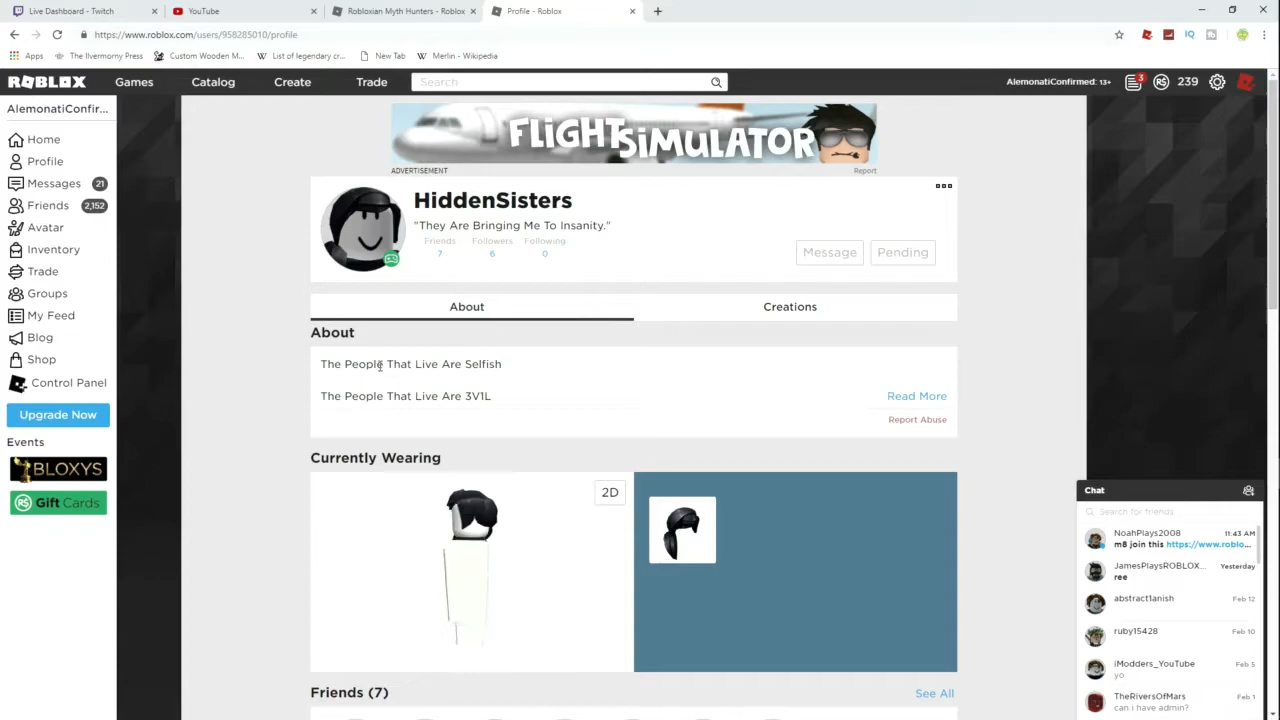 Live Dashboard - Twitch
YouTube
Robloxian Myth Hunters - Roblox
Profile - Roblox
https://www.roblox.com/users/958285010/profile
Apps
The Ilvermorny Press
Custom Wooden M...
List of legendary cr...
New Tab
Merlin - Wikipedia
ROBLOX
Games
Catalog
Create
Trade
Search
AlemonatiConfirmed: 13+
3
239
AlemonatiConfir...
Home
Profile
Messages 21
Friends 2,152
Avatar
Inventory
Trade
Groups
My Feed
Blog
Shop
Control Panel
Upgrade Now
Events
BLOXYS
Gift Cards
FLIGHT SIMULATOR
ADVERTISEMENT
Report
HiddenSisters
"They Are Bringing Me To Insanity."
Friends Followers Following
7 6 0
Message
Pending
About
Creations
About
The People That Live Are Selfish
The People That Live Are 3V1L
Read More
Report Abuse
Currently Wearing
2D
Friends (7)
See All
Chat
Search for friends
NoahPlays2008 11:43 AM
m8 join this https://www.roblo...
JamesPlaysROBLOX... Yesterday
ree
abstract1anish Feb 12
ruby15428 Feb 10
iModders_YouTube Feb 5
yo
TheRiversOfMars Feb 1
can i have admin?